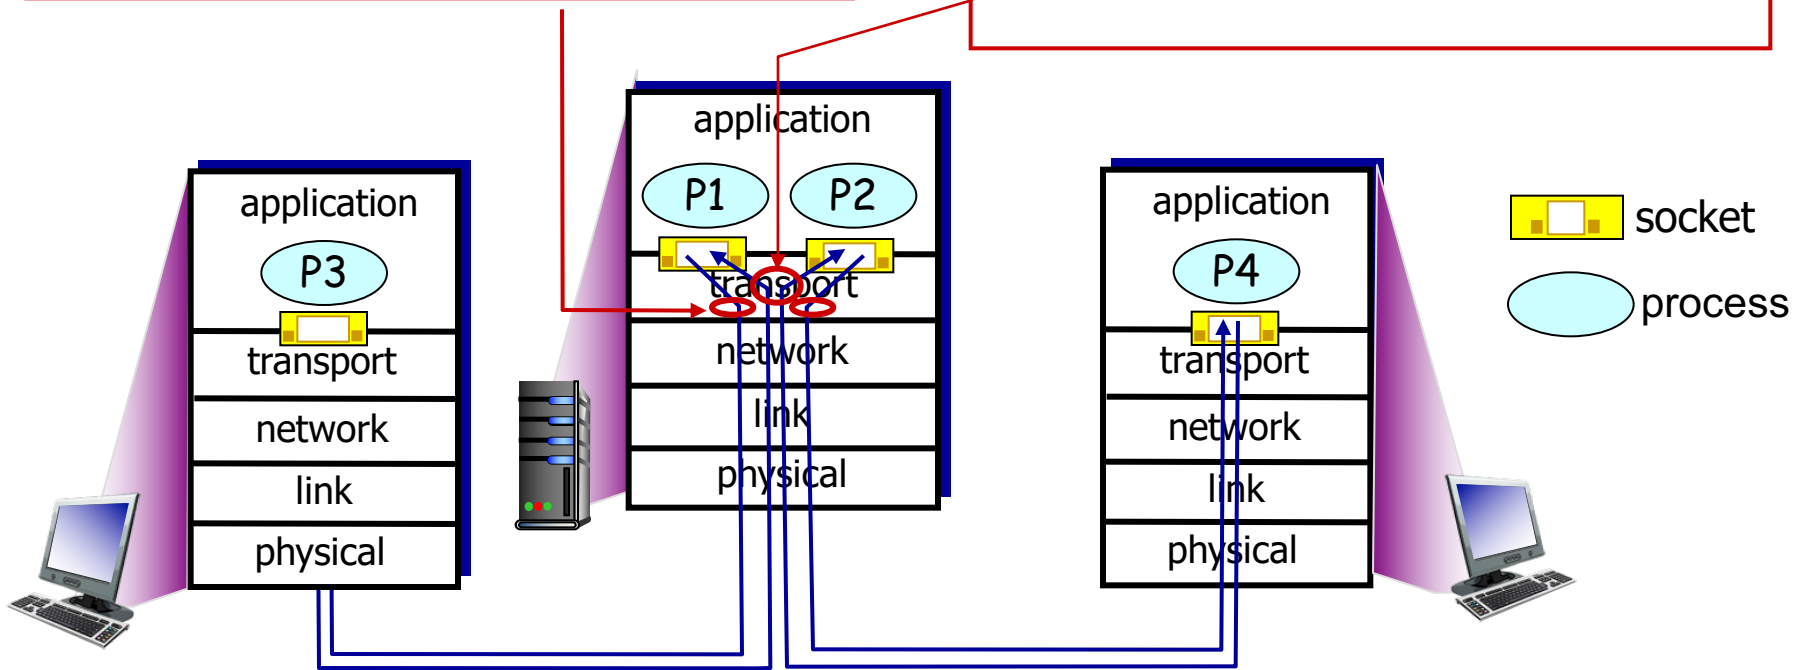 application
P3
transport
network
link
physical
application
P1 P2
transport
network
link
physical
application
P4
transport
network
link
physical
socket
process